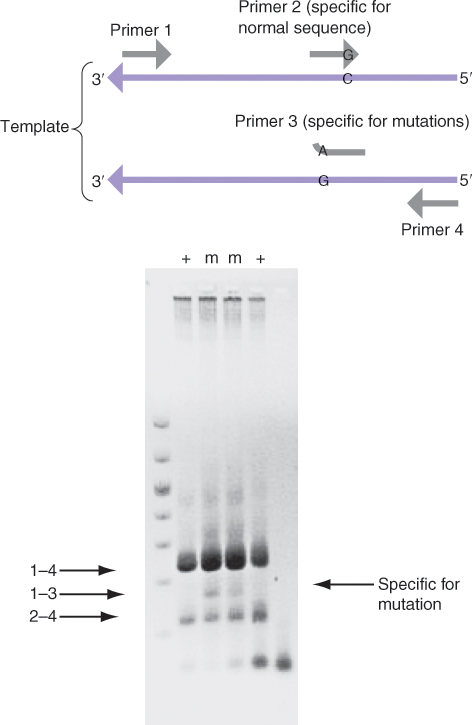 Primer 1
Primer 2 (specific for
normal sequence)
G
3′
C
5′
Template
Primer 3 (specific for mutations)
A
3′
G
5′
Primer 4
+ m m +
1–4
1–3
2–4
Specific for
mutation